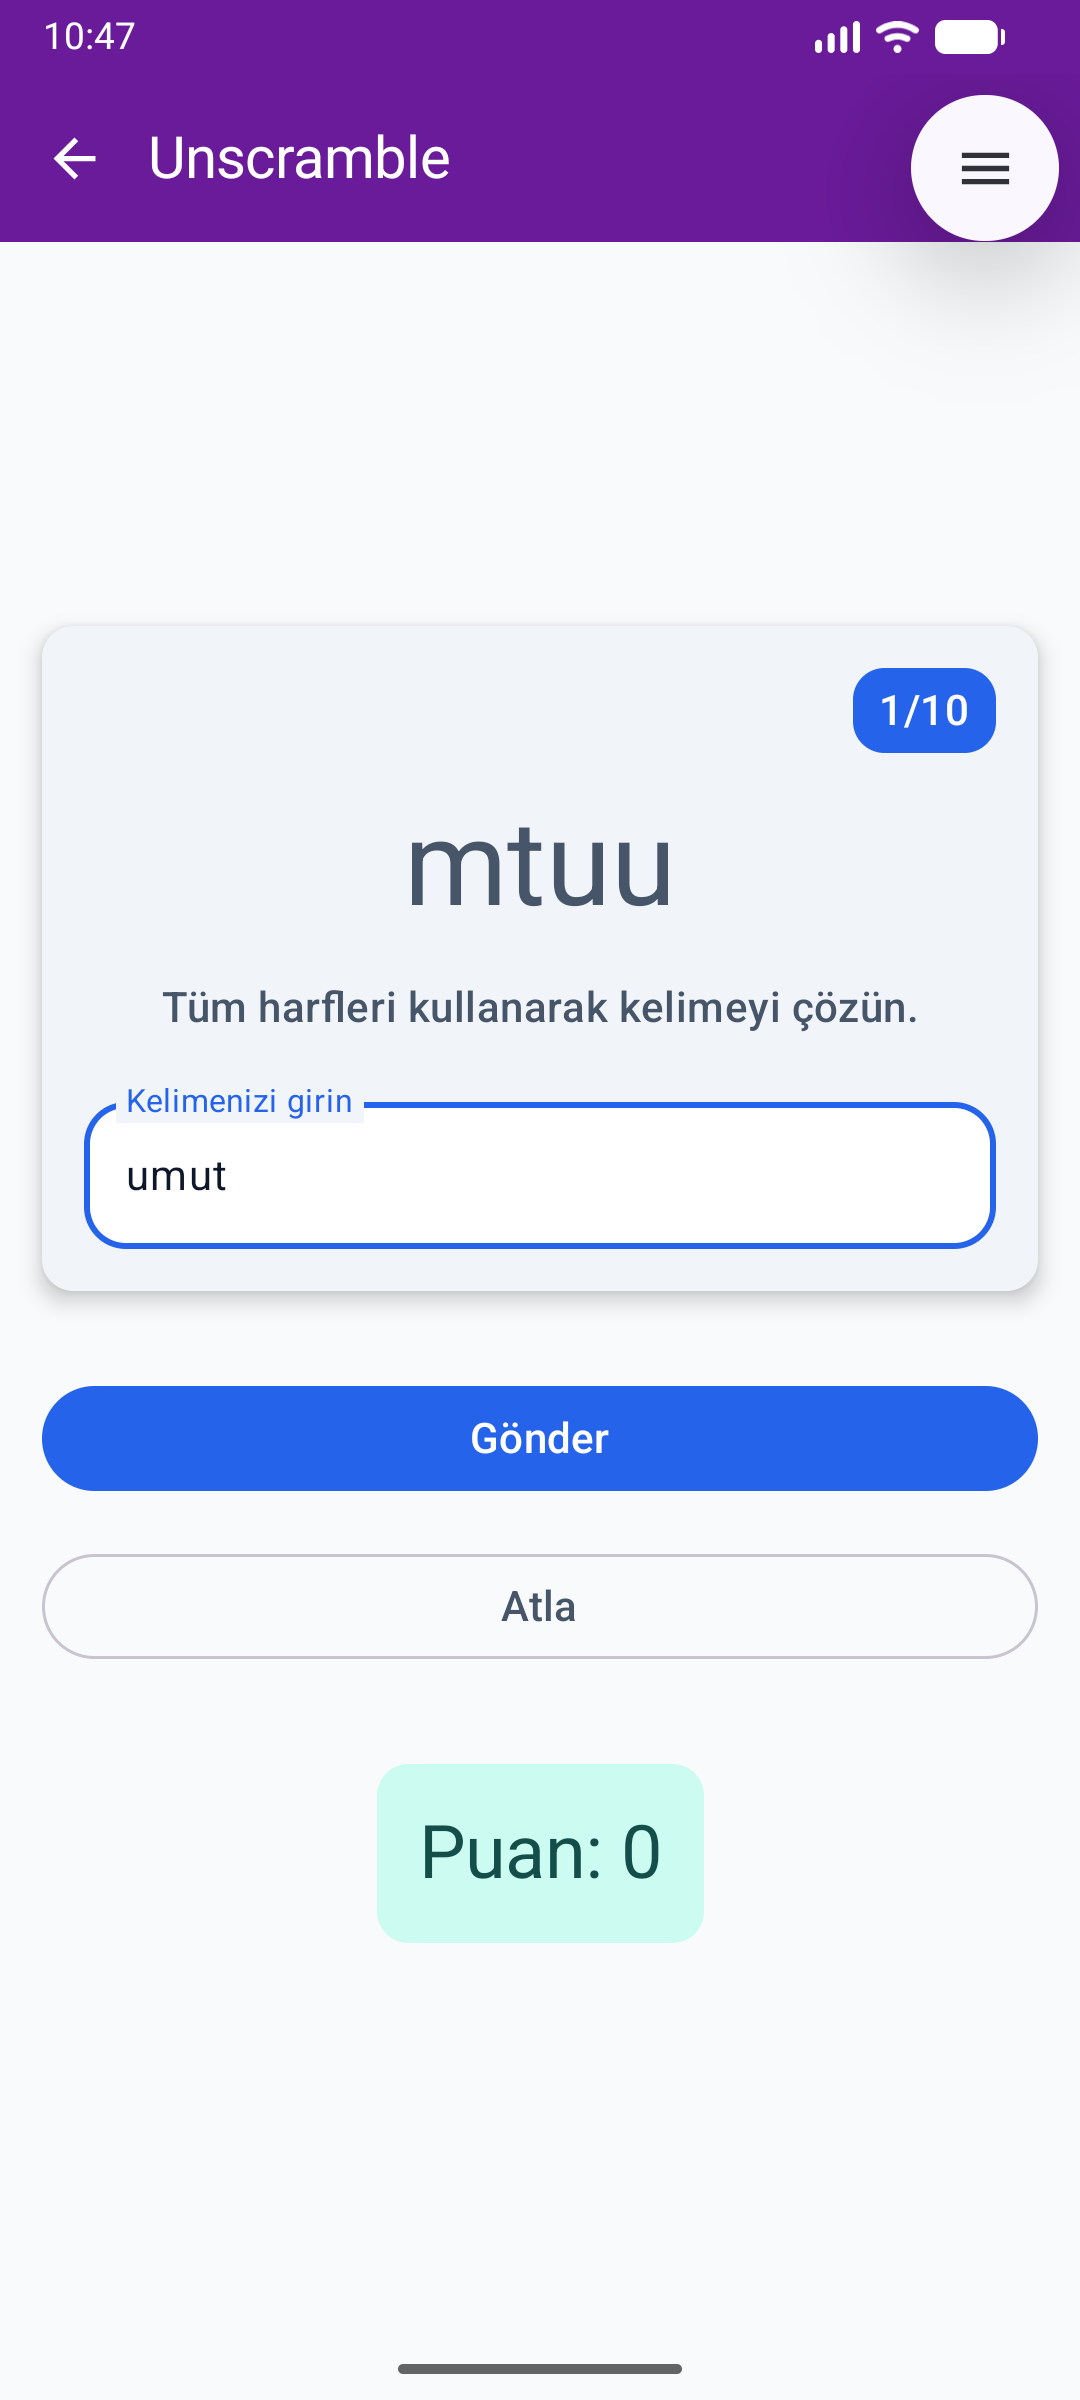 10:47
Unscramble
1/10
mtuu
Tüm harfleri kullanarak kelimeyi çözün.
Kelimenizi girin
umut
Gönder
Atla
Puan: 0